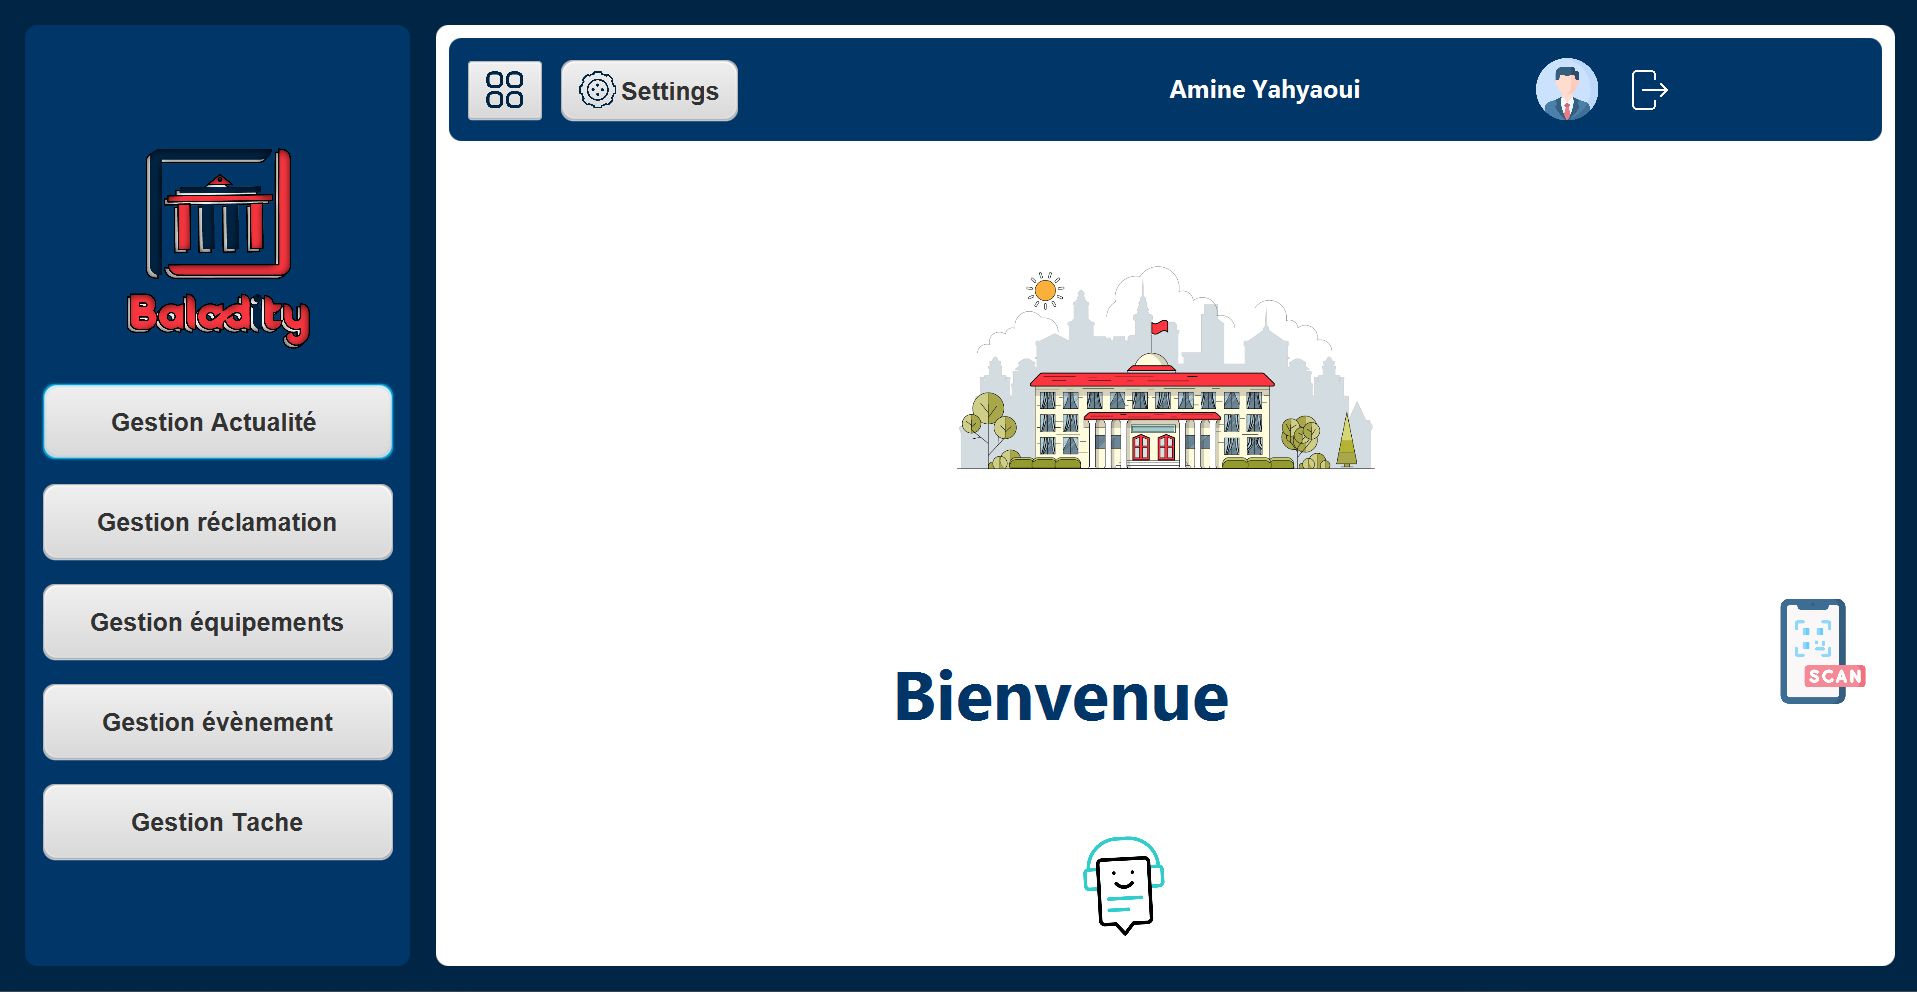 Settings
Amine Yahyaoui
Baladity
Gestion Actualité
Gestion réclamation
Gestion équipements
Gestion évènement
Gestion Tache
Bienvenue
SCAN